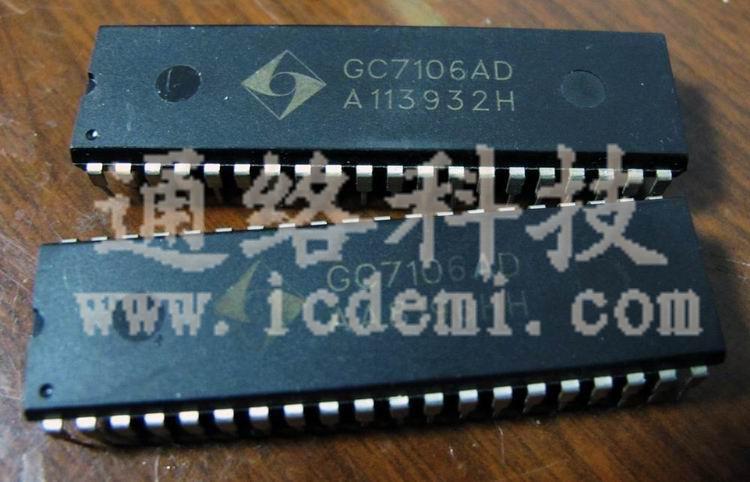 GC7106AD
A113932H
通络科技
GC7106AD
www.icdemi.com